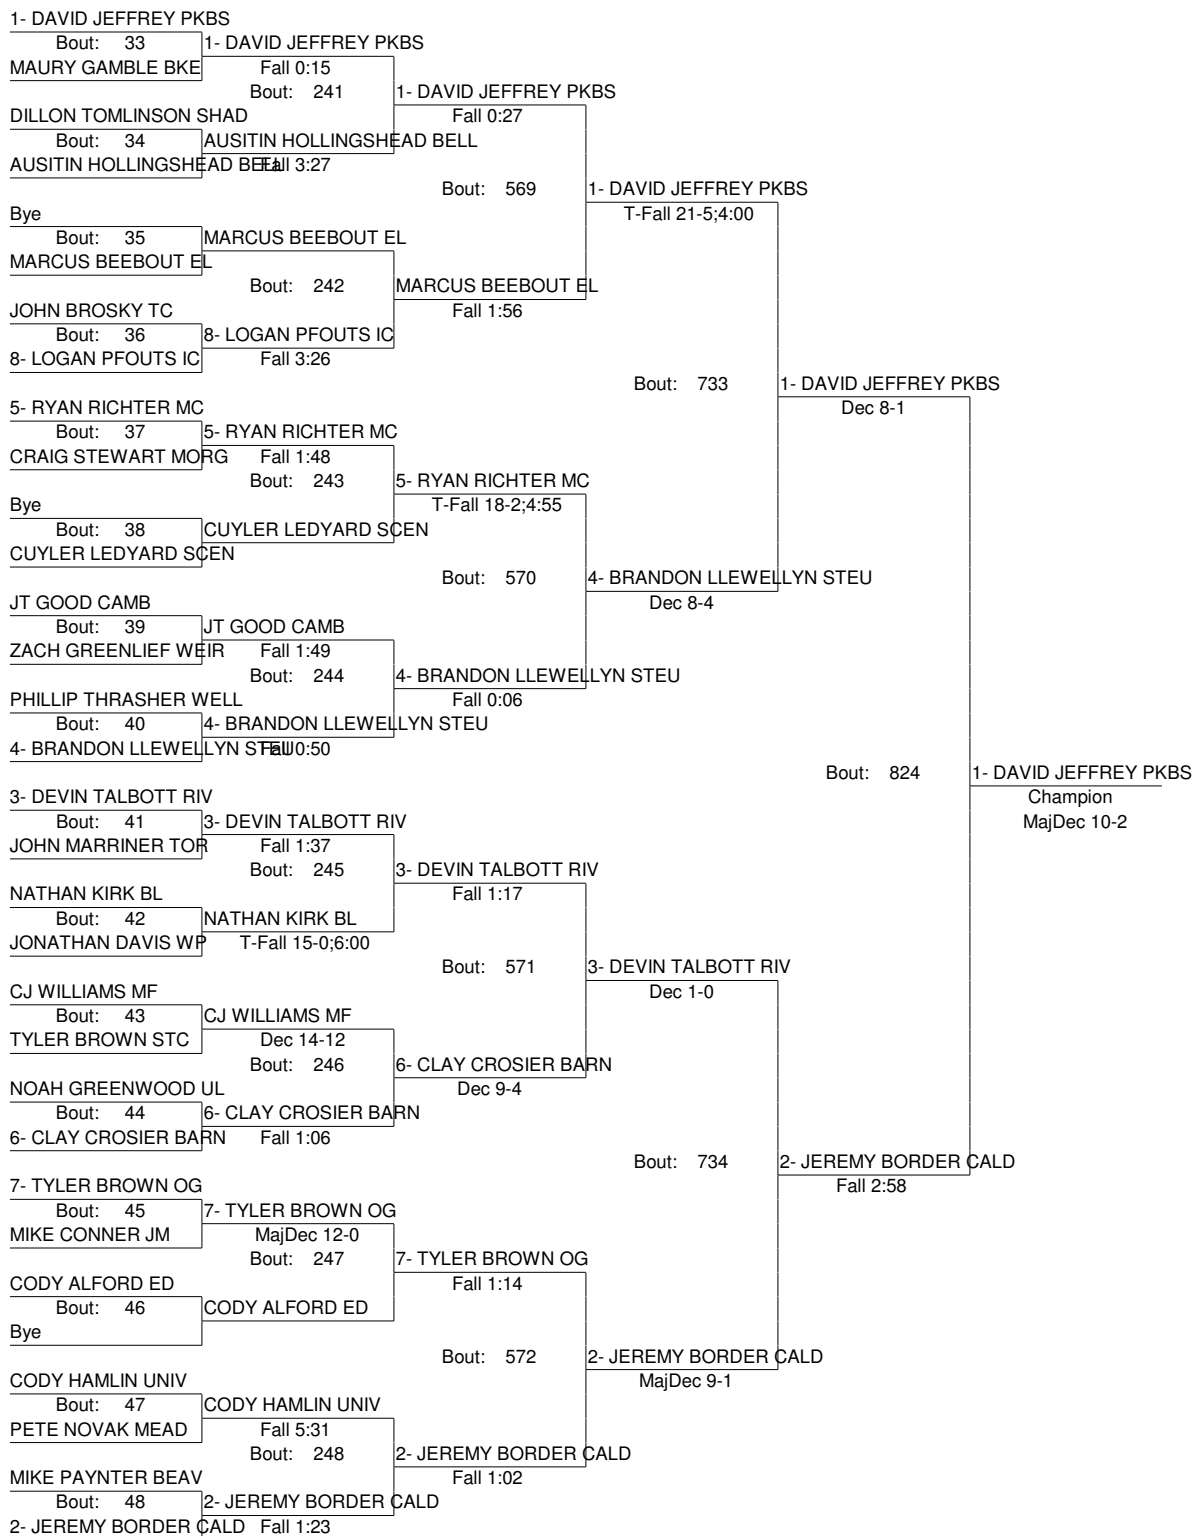 1- DAVID JEFFREY PKBS
Bout: 33
1- DAVID JEFFREY PKBS
MAURY GAMBLE BKE
Fall 0:15
Bout: 241
1- DAVID JEFFREY PKBS
DILLON TOMLINSON SHAD
Fall 0:27
Bout: 34
AUSITIN HOLLINGSHEAD BELL
AUSITIN HOLLINGSHEAD BELL
Fall 3:27
Bout: 569
1- DAVID JEFFREY PKBS
Bye
T-Fall 21-5;4:00
Bout: 35
MARCUS BEEBOUT EL
MARCUS BEEBOUT EL
Bout: 242
MARCUS BEEBOUT EL
JOHN BROSKY TC
Fall 1:56
Bout: 36
8- LOGAN PFOUTS IC
8- LOGAN PFOUTS IC
Fall 3:26
Bout: 733
1- DAVID JEFFREY PKBS
5- RYAN RICHTER MC
Dec 8-1
Bout: 37
5- RYAN RICHTER MC
CRAIG STEWART MORG
Fall 1:48
Bout: 243
5- RYAN RICHTER MC
Bye
T-Fall 18-2;4:55
Bout: 38
CUYLER LEDYARD SCEN
CUYLER LEDYARD SCEN
Bout: 570
4- BRANDON LLEWELLYN STEU
JT GOOD CAMB
Dec 8-4
Bout: 39
JT GOOD CAMB
ZACH GREENLIEF WEIR
Fall 1:49
Bout: 244
4- BRANDON LLEWELLYN STEU
PHILLIP THRASHER WELL
Fall 0:06
Bout: 40
4- BRANDON LLEWELLYN STEU
4- BRANDON LLEWELLYN STEU
Fall 0:50
Bout: 824
1- DAVID JEFFREY PKBS
3- DEVIN TALBOTT RIV
Champion
Bout: 41
3- DEVIN TALBOTT RIV
MajDec 10-2
JOHN MARRINER TOR
Fall 1:37
Bout: 245
3- DEVIN TALBOTT RIV
NATHAN KIRK BL
Fall 1:17
Bout: 42
NATHAN KIRK BL
JONATHAN DAVIS WP
T-Fall 15-0;6:00
Bout: 571
3- DEVIN TALBOTT RIV
CJ WILLIAMS MF
Dec 1-0
Bout: 43
CJ WILLIAMS MF
TYLER BROWN STC
Dec 14-12
Bout: 246
6- CLAY CROSIER BARN
NOAH GREENWOOD UL
Dec 9-4
Bout: 44
6- CLAY CROSIER BARN
6- CLAY CROSIER BARN
Fall 1:06
Bout: 734
2- JEREMY BORDER CALD
7- TYLER BROWN OG
Fall 2:58
Bout: 45
7- TYLER BROWN OG
MIKE CONNER JM
MajDec 12-0
Bout: 247
7- TYLER BROWN OG
CODY ALFORD ED
Fall 1:14
Bout: 46
CODY ALFORD ED
Bye
Bout: 572
2- JEREMY BORDER CALD
CODY HAMLIN UNIV
MajDec 9-1
Bout: 47
CODY HAMLIN UNIV
PETE NOVAK MEAD
Fall 5:31
Bout: 248
2- JEREMY BORDER CALD
MIKE PAYNTER BEAV
Fall 1:02
Bout: 48
2- JEREMY BORDER CALD
2- JEREMY BORDER CALD
Fall 1:23